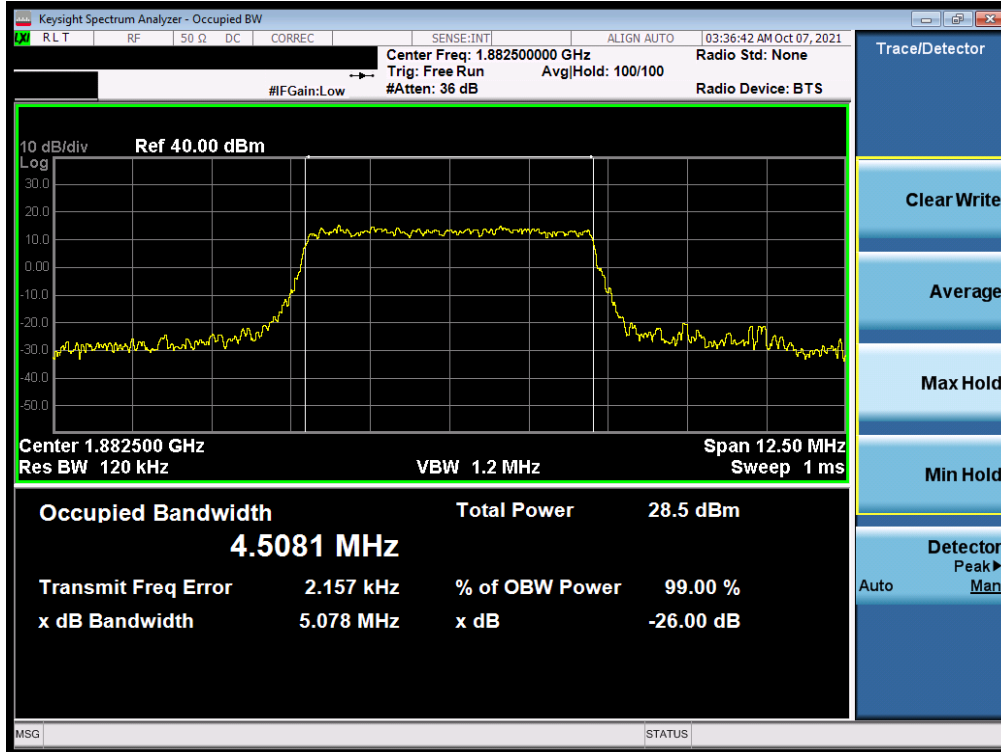 Keysight Spectrum Analyzer - Occupied BW
LXI RLT RF 50 Ω DC CORREC SENSE:INT ALIGN AUTO 03:36:42 AM Oct 07, 2021
Center Freq: 1.882500000 GHz Radio Std: None
Trig: Free Run Avg|Hold: 100/100
#IFGain:Low #Atten: 36 dB Radio Device: BTS
Trace/Detector
10 dB/div Ref 40.00 dBm
Log
30.0
20.0
10.0
0.00
-10.0
-20.0
-30.0
-40.0
-50.0
Center 1.882500 GHz Span 12.50 MHz
Res BW 120 kHz VBW 1.2 MHz Sweep 1 ms
Occupied Bandwidth Total Power 28.5 dBm
4.5081 MHz
Transmit Freq Error 2.157 kHz % of OBW Power 99.00 %
x dB Bandwidth 5.078 MHz x dB -26.00 dB
Clear Write
Average
Max Hold
Min Hold
Detector
Peak▶
Auto Man
MSG STATUS